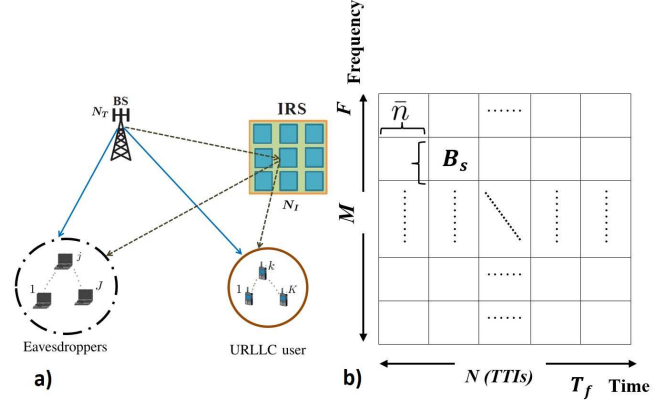 BS
N_T
IRS
N_I
j
1
J
k
1
K
Eavesdroppers
URLLC user
a)
Frequency
F
n̄
B_s
M
N (TTIs)
T_f Time
b)